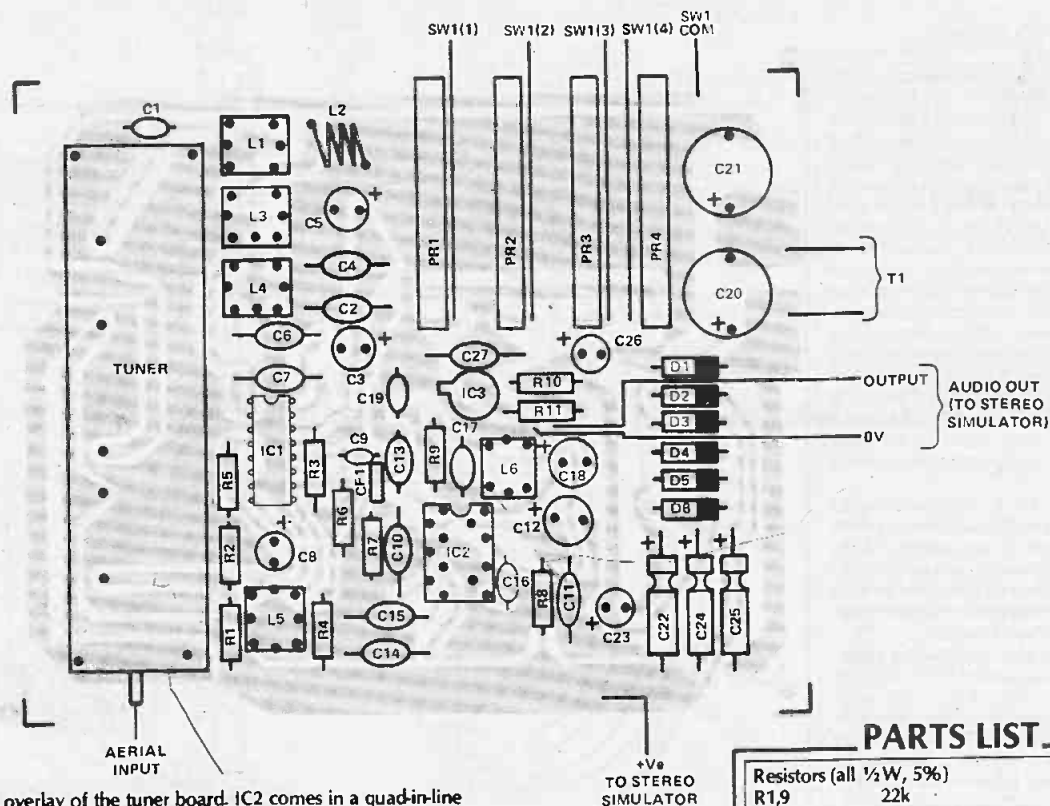 SW1(1)
SW1(2)
SW1(3)
SW1(4)
SW1
COM
C1
L1
L2
C21
L3
C5
PR1
PR2
PR3
PR4
C4
L4
C2
C20
T1
C6
C3
C26
TUNER
C27
D1
C7
IC3
R10
OUTPUT
C19
R11
D2
AUDIO OUT
(TO STEREO
SIMULATOR)
D3
0V
IC1
C9
C17
R3
C13
R9
L6
D4
CF1
C18
R5
D5
R6
D8
C12
R2
C8
R7
C10
IC2
C16
R8
C11
R1
L5
R4
C15
C23
C22
C24
C25
C14
AERIAL
INPUT
+Ve
TO STEREO
SIMULATOR
PARTS LIST
overlay of the tuner board. IC2 comes in a quad-in-line
Resistors (all ½W, 5%)
R1,9 22k